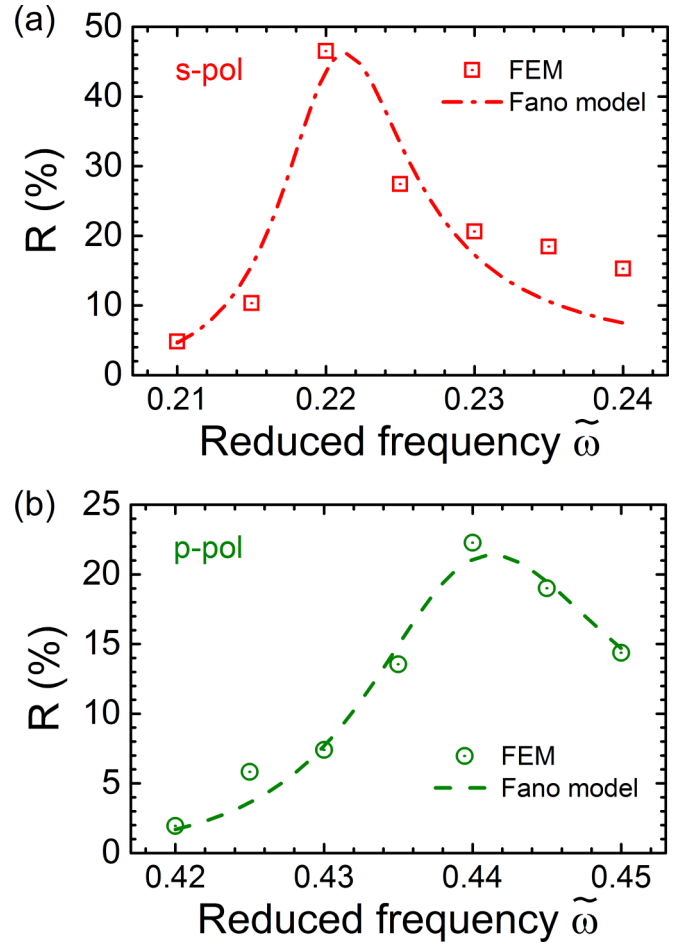 (a)
50
40
30
20
10
0
R (%)
s-pol
FEM
Fano model
0.21 0.22 0.23 0.24
Reduced frequency ω̃
(b)
25
20
15
10
5
0
R (%)
p-pol
FEM
Fano model
0.42 0.43 0.44 0.45
Reduced frequency ω̃